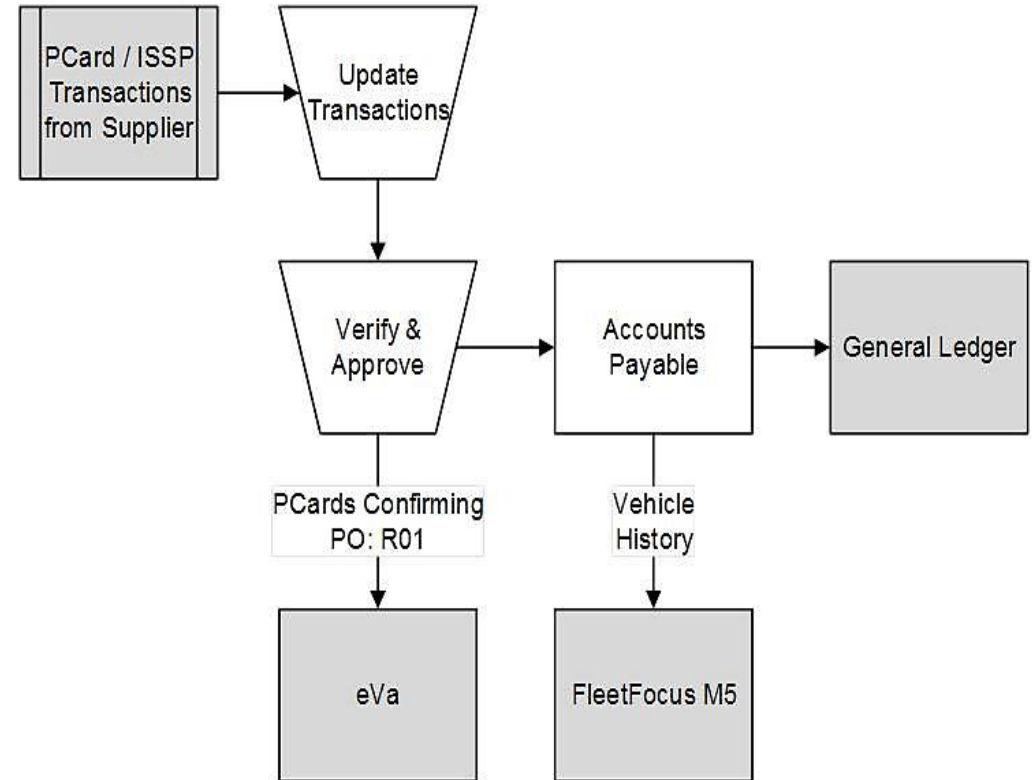 PCard / ISSP
Transactions
from Supplier
Update
Transactions
Verify &
Approve
Accounts
Payable
General Ledger
PCards Confirming
PO: R01
Vehicle
History
eVa
FleetFocus M5